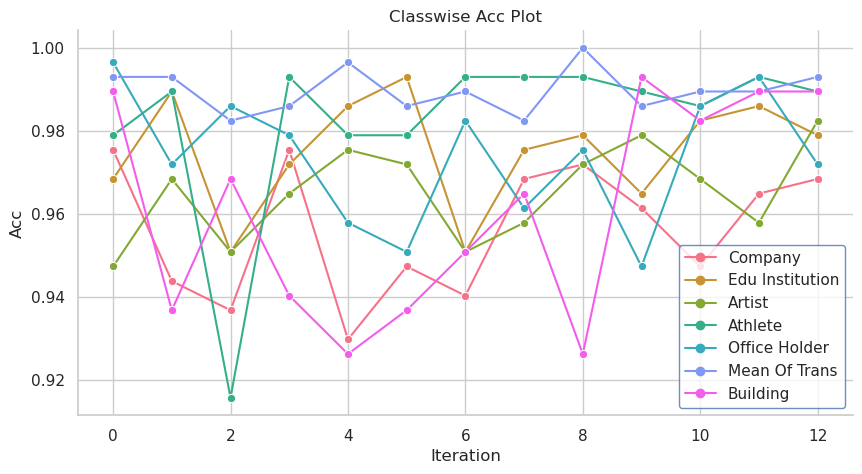 Classwise Acc Plot
1.00
0.98
0.96
0.94
0.92
Acc
0 2 4 6 8 10 12
Iteration
Company
Edu Institution
Artist
Athlete
Office Holder
Mean Of Trans
Building